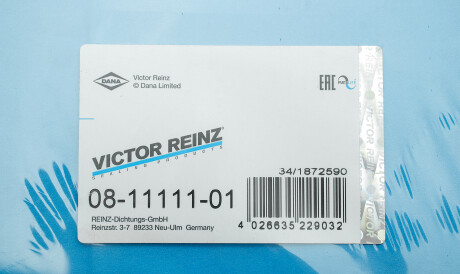 DANA
Victor Reinz
© Dana Limited
EAC
VICTOR REINZ
SEALING PRODUCTS
34/1872590
08-11111-01
REINZ-Dichtungs-GmbH
Reinzstr. 3-7 89233 Neu-Ulm Germany
4 026635 229032